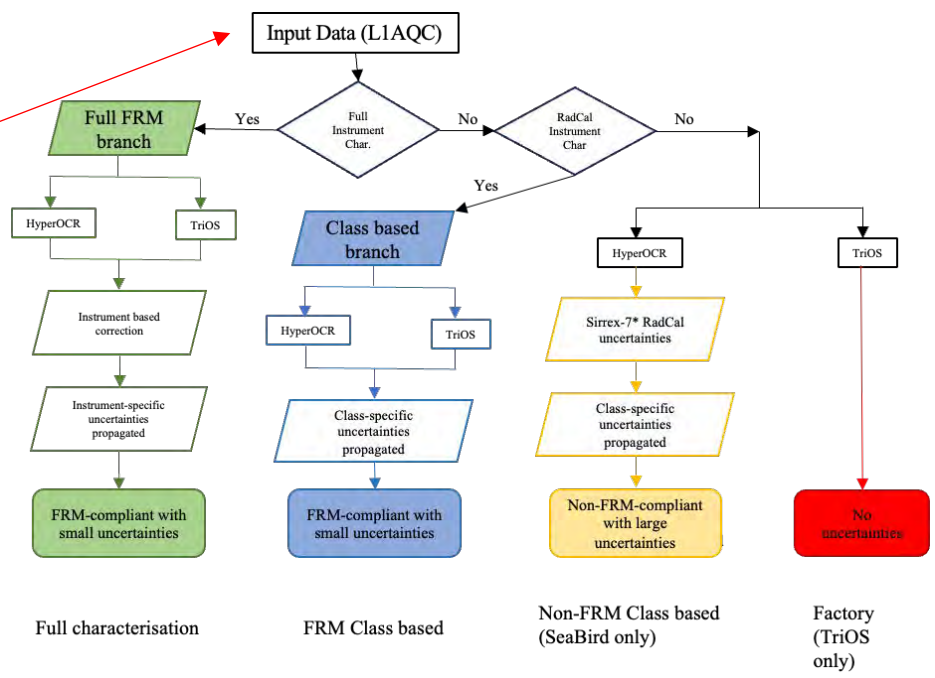 Input Data (L1AQC)
Full FRM
branch
Yes
Full
Instrument
Char.
No
RadCal
Instrument
Char
No
Yes
HyperOCR
TriOS
Class based
branch
HyperOCR
TriOS
Instrument based
correction
HyperOCR
TriOS
Sirrex-7* RadCal
uncertainties
Instrument-specific
uncertainties
propagated
Class-specific
uncertainties
propagated
Class-specific
uncertainties
propagated
FRM-compliant with
small uncertainties
FRM-compliant with
small uncertainties
Non-FRM-compliant
with large
uncertainties
No
uncertainties
Full characterisation
FRM Class based
Non-FRM Class based
(SeaBird only)
Factory
(TriOS
only)